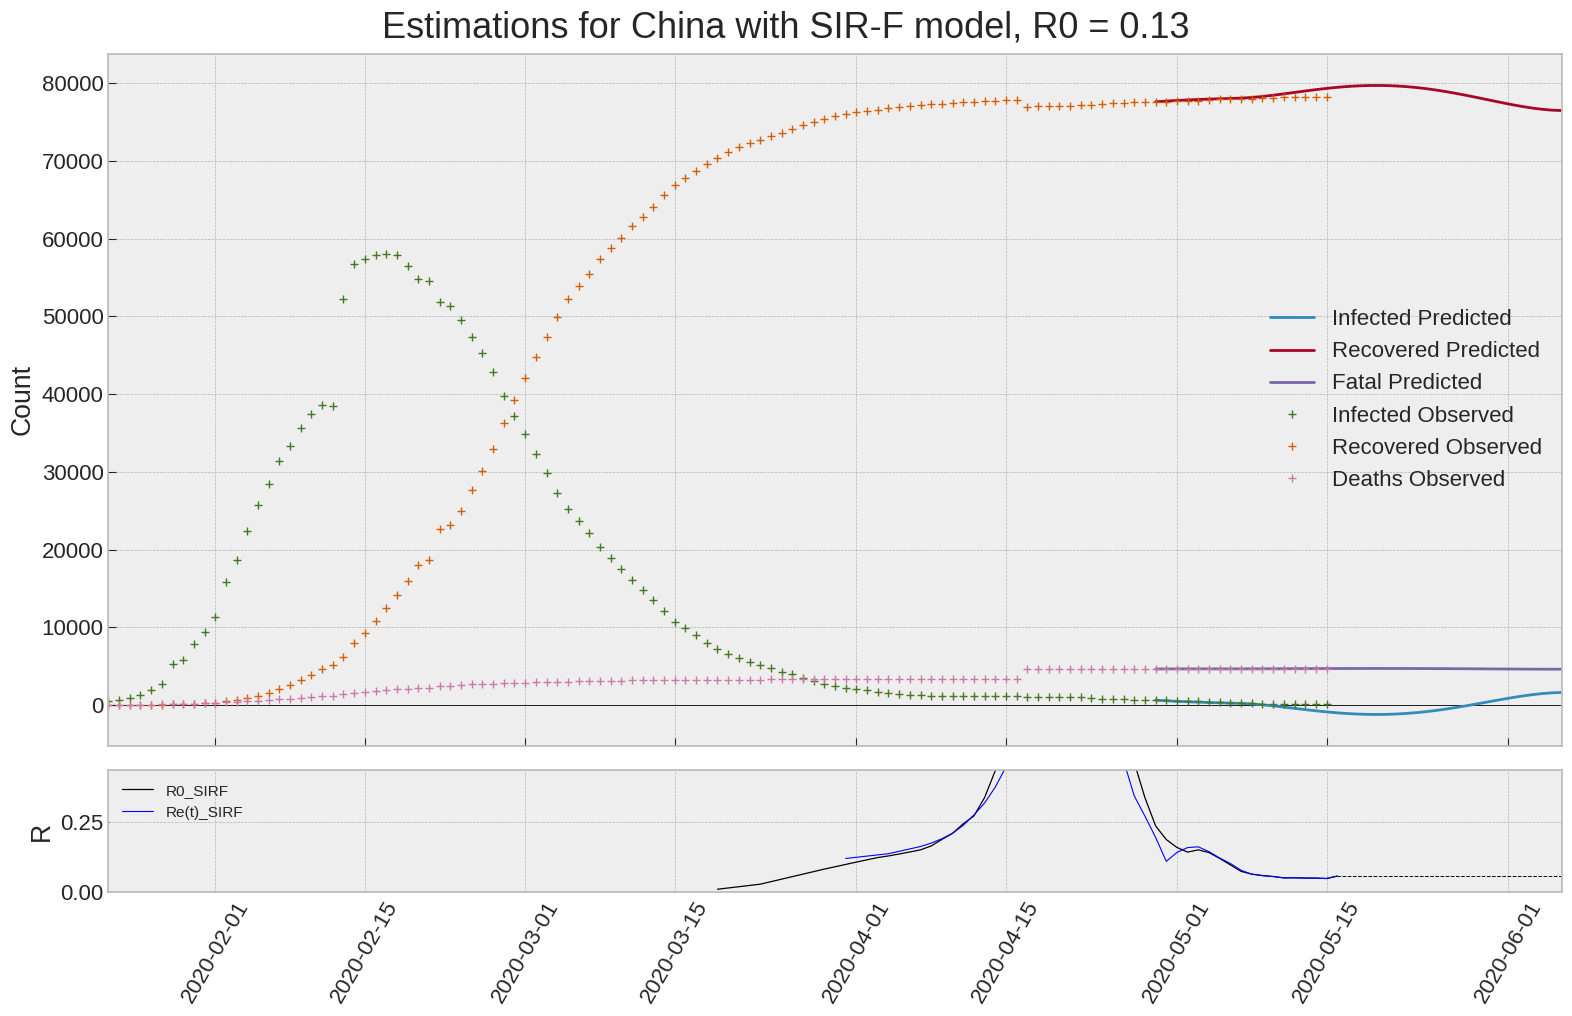 Estimations for China with SIR-F model, R0 = 0.13
Count
80000
70000
60000
50000
40000
30000
20000
10000
0
Infected Predicted
Recovered Predicted
Fatal Predicted
Infected Observed
Recovered Observed
Deaths Observed
R
0.25
0.00
R0_SIRF
Re(t)_SIRF
2020-02-01
2020-02-15
2020-03-01
2020-03-15
2020-04-01
2020-04-15
2020-05-01
2020-05-15
2020-06-01